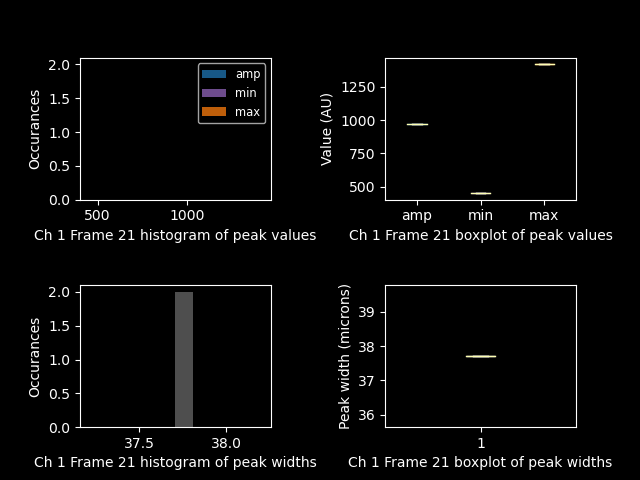 2.0
1.5
1.0
0.5
0.0
Occurances
amp
min
max
500 1000
Ch 1 Frame 21 histogram of peak values
1250
1000
750
500
Value (AU)
amp min max
Ch 1 Frame 21 boxplot of peak values
2.0
1.5
1.0
0.5
0.0
Occurances
37.5 38.0
Ch 1 Frame 21 histogram of peak widths
39
38
37
36
Peak width (microns)
1
Ch 1 Frame 21 boxplot of peak widths